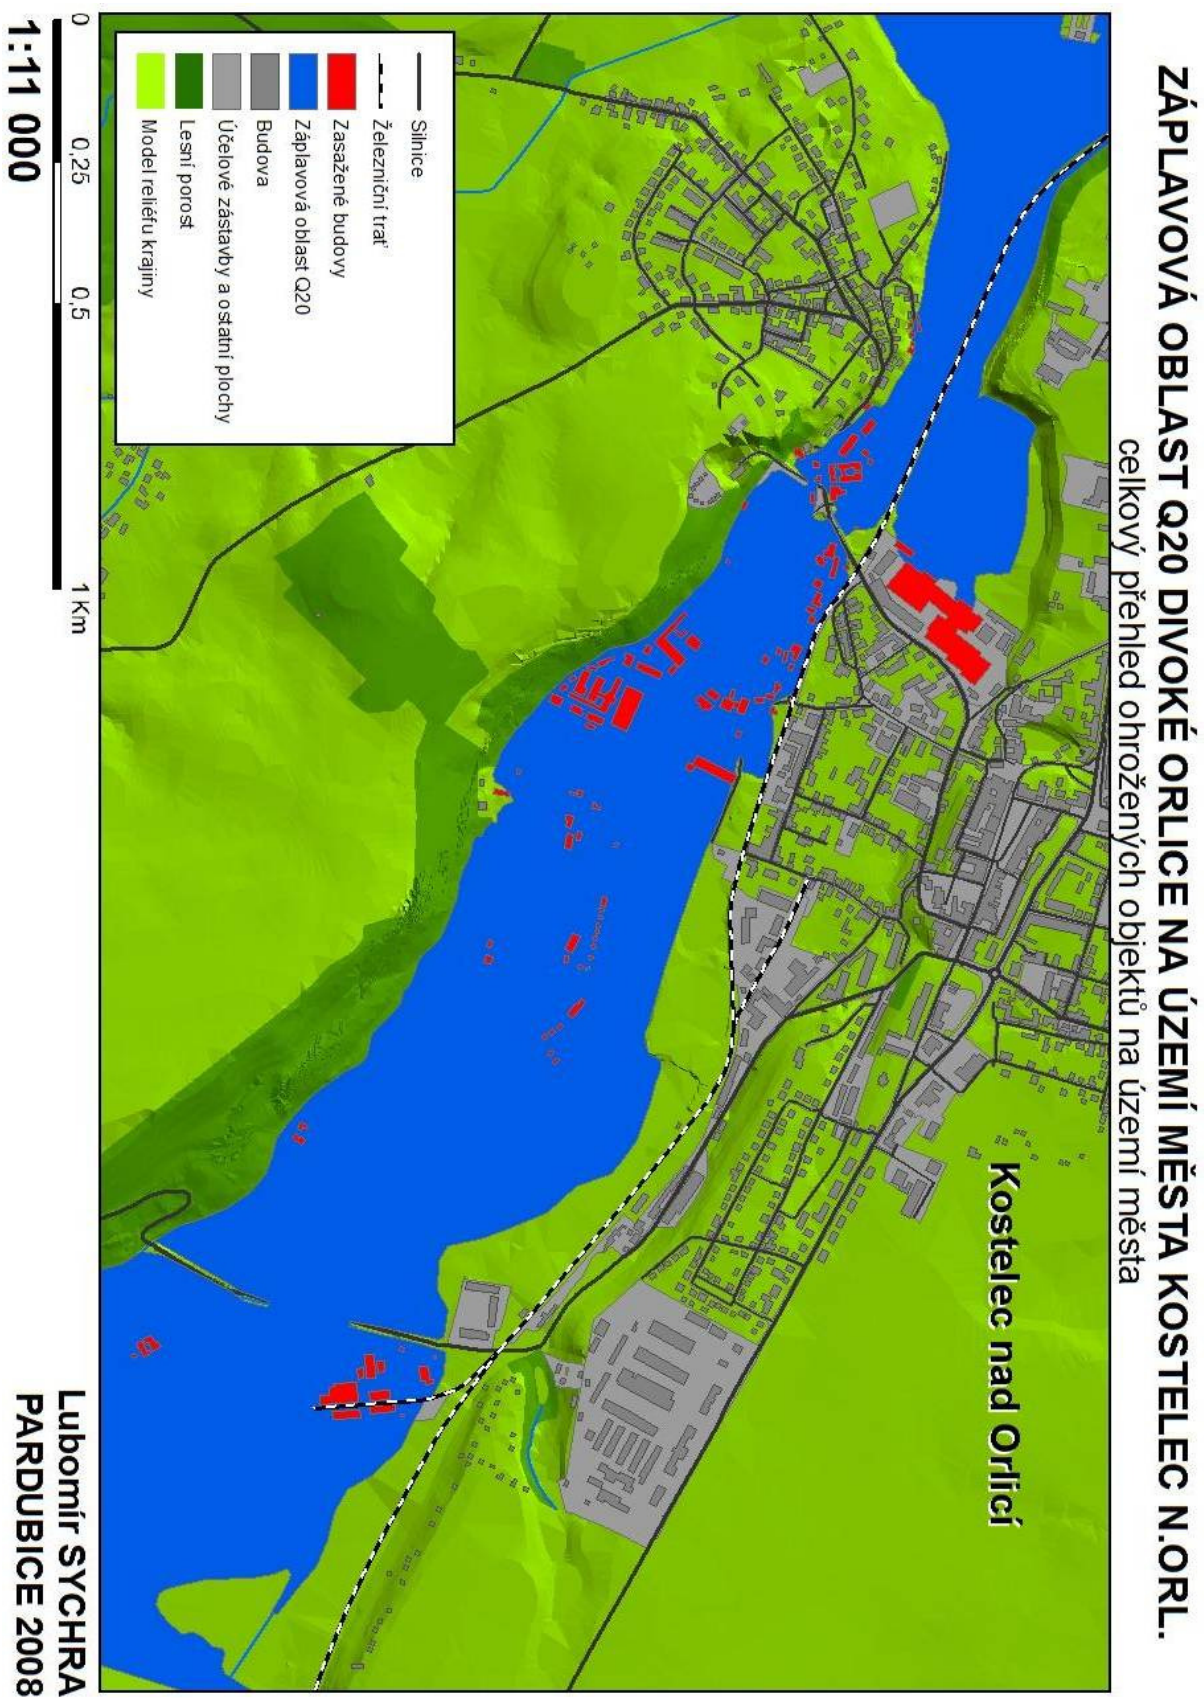 ZÁPLAVOVÁ OBLAST Q20 DIVOKÉ ORLICE NA ÚZEMÍ MĚSTA KOSTELEC N.ORL..
celkový přehled ohrožených objektů na území města
Kostelec nad Orlicí
Silnice
Železniční trať
Zasažené budovy
Záplavová oblast Q20
Budova
Účelové zástavby a ostatní plochy
Lesní porost
Model reliéfu krajiny
0 0,25 0,5 1 Km
1:11 000
Lubomír SYCHRA
PARDUBICE 2008